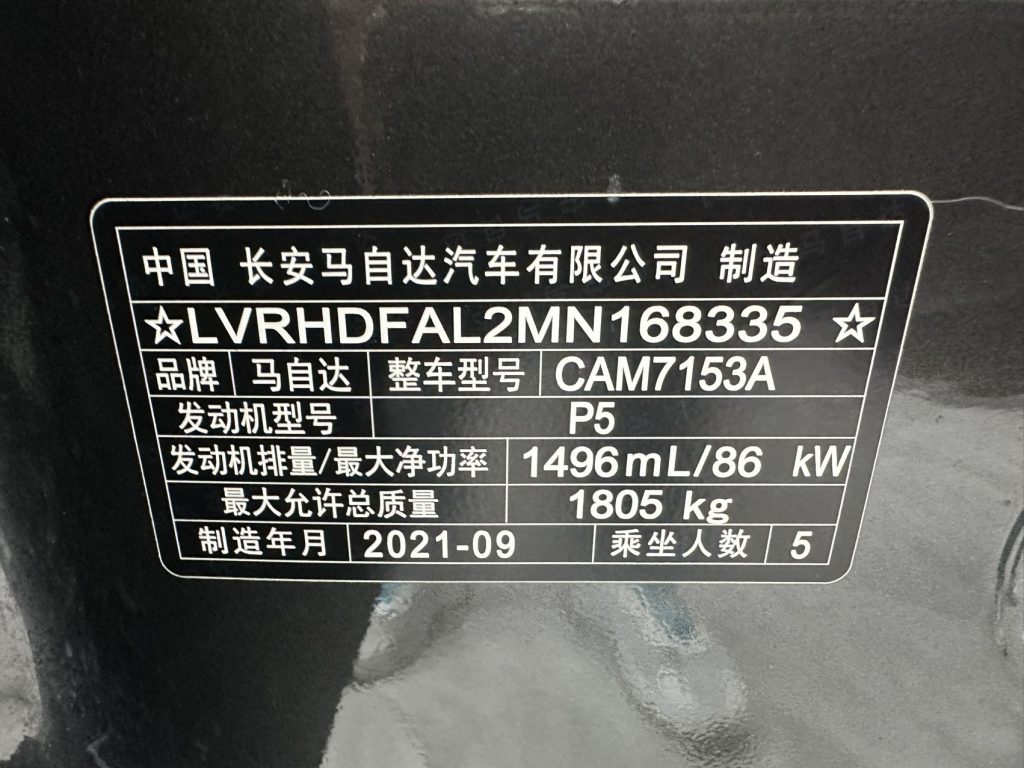 中国 长安马自达汽车有限公司 制造
☆LVRHDFAL2MN168335☆
品牌 马自达 整车型号 CAM7153A
发动机型号 P5
发动机排量/最大净功率 1496mL/86 kW
最大允许总质量 1805 kg
制造年月 2021-09 乘坐人数 5